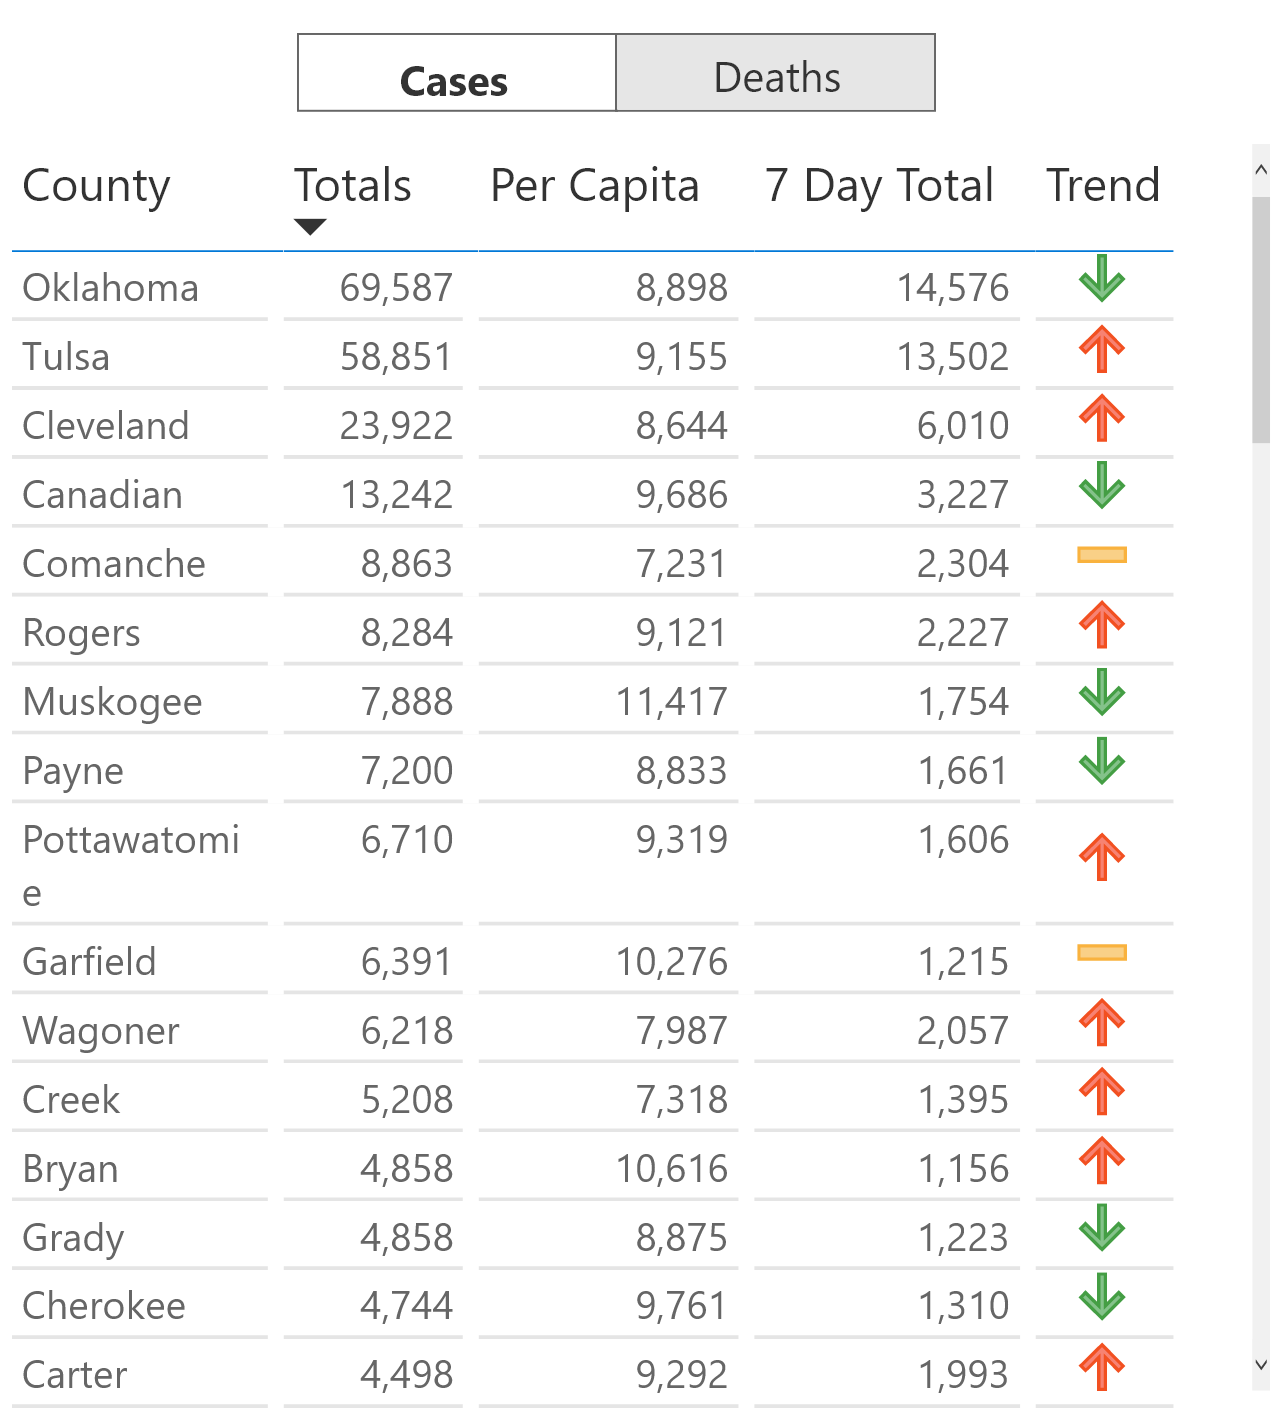 Cases Deaths
County Totals Per Capita 7 Day Total Trend
Oklahoma 69,587 8,898 14,576
Tulsa 58,851 9,155 13,502
Cleveland 23,922 8,644 6,010
Canadian 13,242 9,686 3,227
Comanche 8,863 7,231 2,304
Rogers 8,284 9,121 2,227
Muskogee 7,888 11,417 1,754
Payne 7,200 8,833 1,661
Pottawatomi 6,710 9,319 1,606
e
Garfield 6,391 10,276 1,215
Wagoner 6,218 7,987 2,057
Creek 5,208 7,318 1,395
Bryan 4,858 10,616 1,156
Grady 4,858 8,875 1,223
Cherokee 4,744 9,761 1,310
Carter 4,498 9,292 1,993